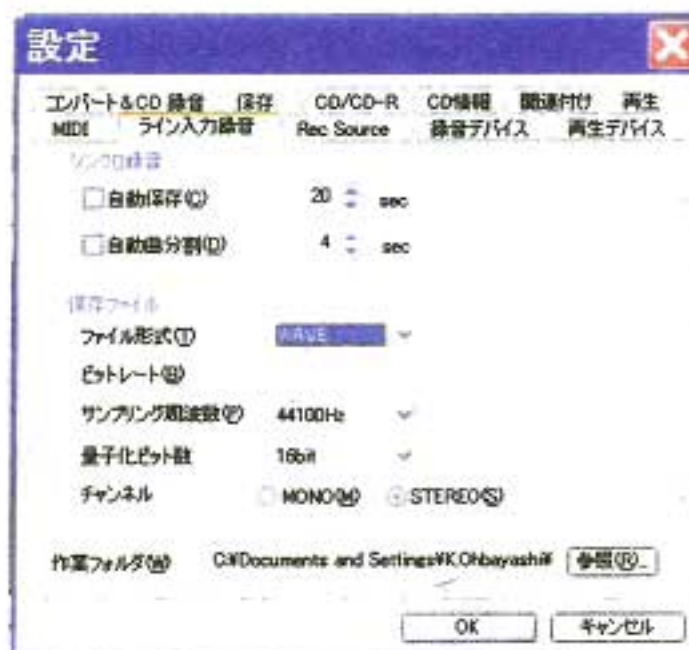 設定
コンバート&CD 録音 保存 CD/CD-R CD情報 関連付け 再生
MIDI ライン入力録音 Rec Source 録音デバイス 再生デバイス
シンクロ録音
自動保存(C) 20 sec
自動曲分割(D) 4 sec
保存ファイル
ファイル形式(T) WAVE
ビットレート(B)
サンプリング周波数(F) 44100Hz
量子化ビット数 16bit
チャンネル MONO(M) STEREO(S)
作業フォルダ(W) C:¥Documents and Settings¥K.Ohbayashi¥ 参照(R)...
OK キャンセル